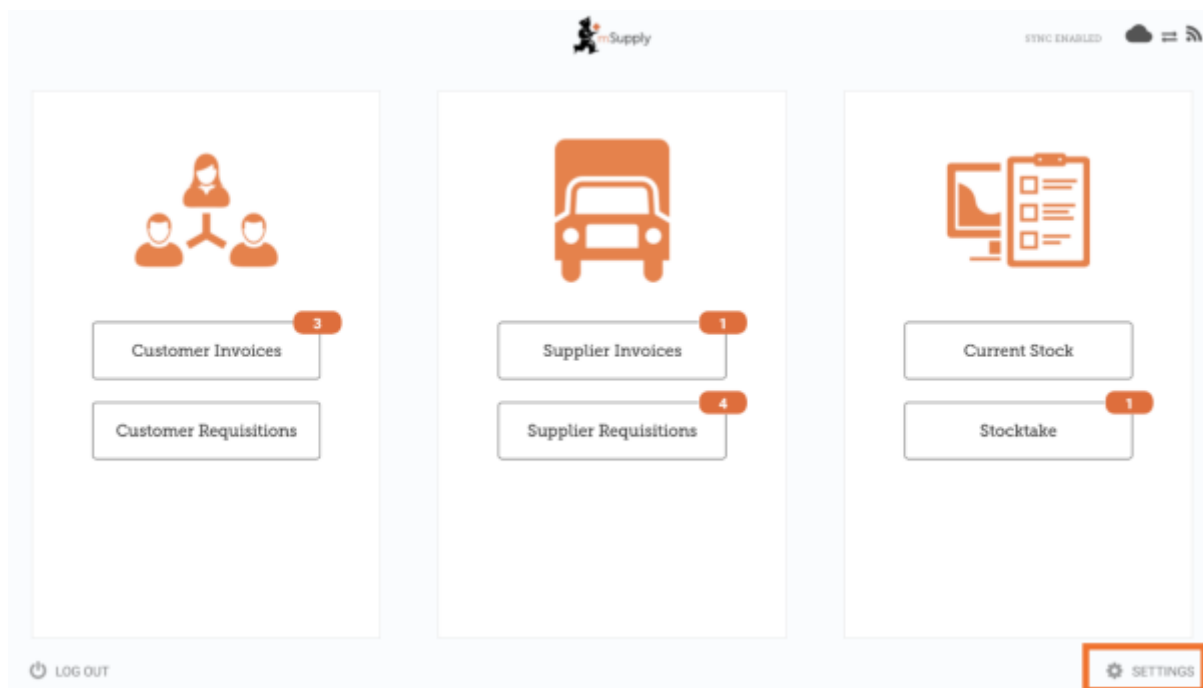 mSupply
SYNC ENABLED
3
Customer Invoices
Customer Requisitions
1
Supplier Invoices
4
Supplier Requisitions
Current Stock
1
Stocktake
LOG OUT
SETTINGS